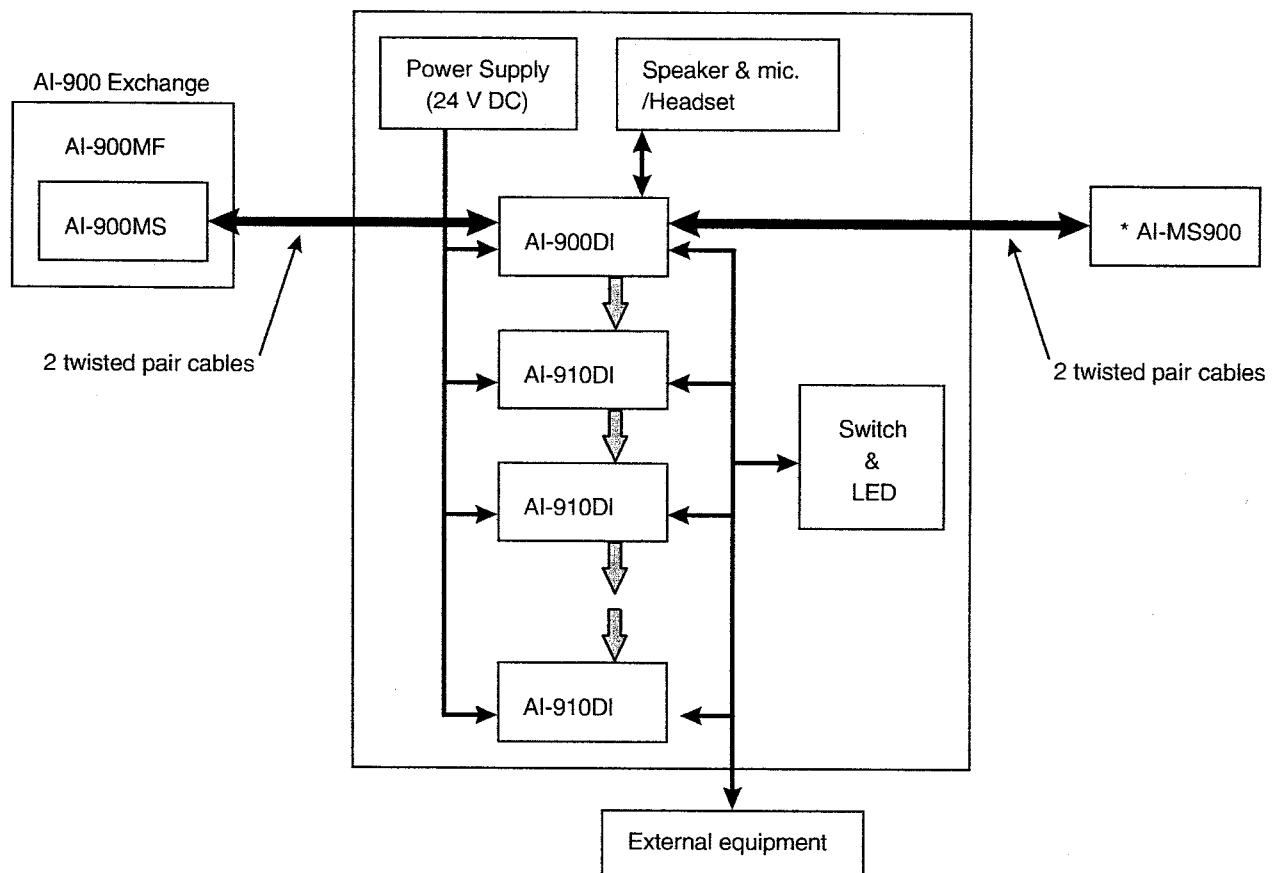 Power Supply
(24 V DC)
Speaker & mic.
/Headset
AI-900 Exchange
AI-900MF
AI-900MS
AI-900DI
* AI-MS900
2 twisted pair cables
2 twisted pair cables
AI-910DI
Switch
&
LED
AI-910DI
AI-910DI
External equipment